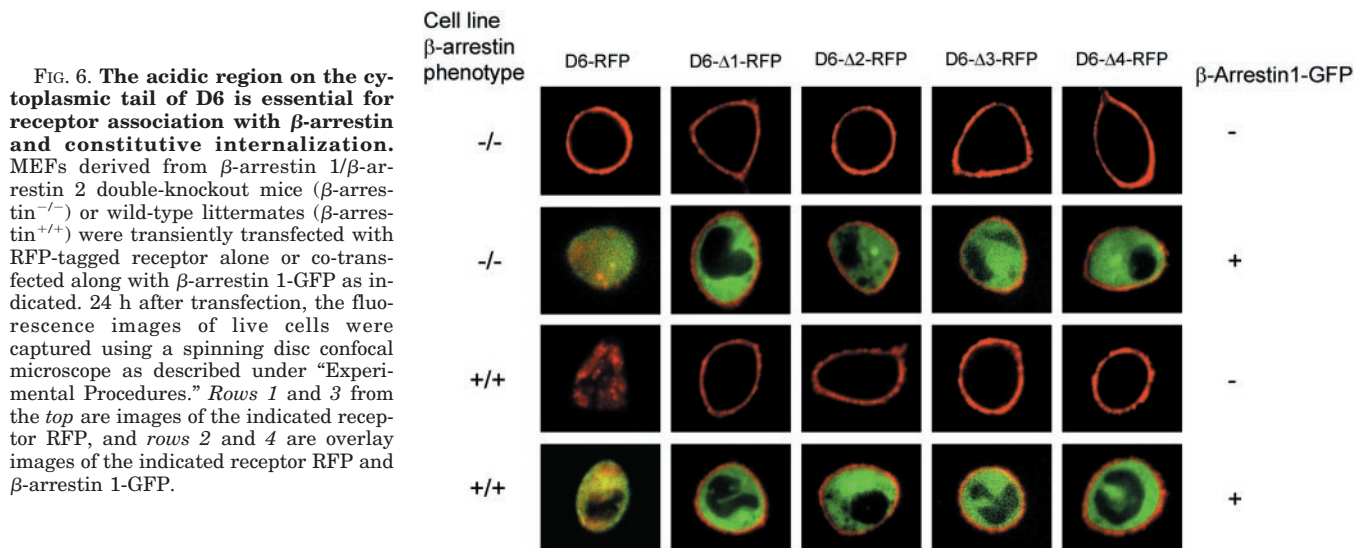 FIG. 6. The acidic region on the cy-
toplasmic tail of D6 is essential for
receptor association with β-arrestin
and constitutive internalization.
MEFs derived from β-arrestin 1/β-ar-
restin 2 double-knockout mice (β-arres-
tin−/−) or wild-type littermates (β-arres-
tin+/+) were transiently transfected with
RFP-tagged receptor alone or co-trans-
fected along with β-arrestin 1-GFP as in-
dicated. 24 h after transfection, the fluo-
rescence images of live cells were
captured using a spinning disc confocal
microscope as described under “Experi-
mental Procedures.” Rows 1 and 3 from
the top are images of the indicated recep-
tor RFP, and rows 2 and 4 are overlay
images of the indicated receptor RFP and
β-arrestin 1-GFP.
Cell line
β-arrestin
phenotype
D6-RFP D6-Δ1-RFP D6-Δ2-RFP D6-Δ3-RFP D6-Δ4-RFP
β-Arrestin1-GFP
-/- -
-/- +
+/+ -
+/+ +